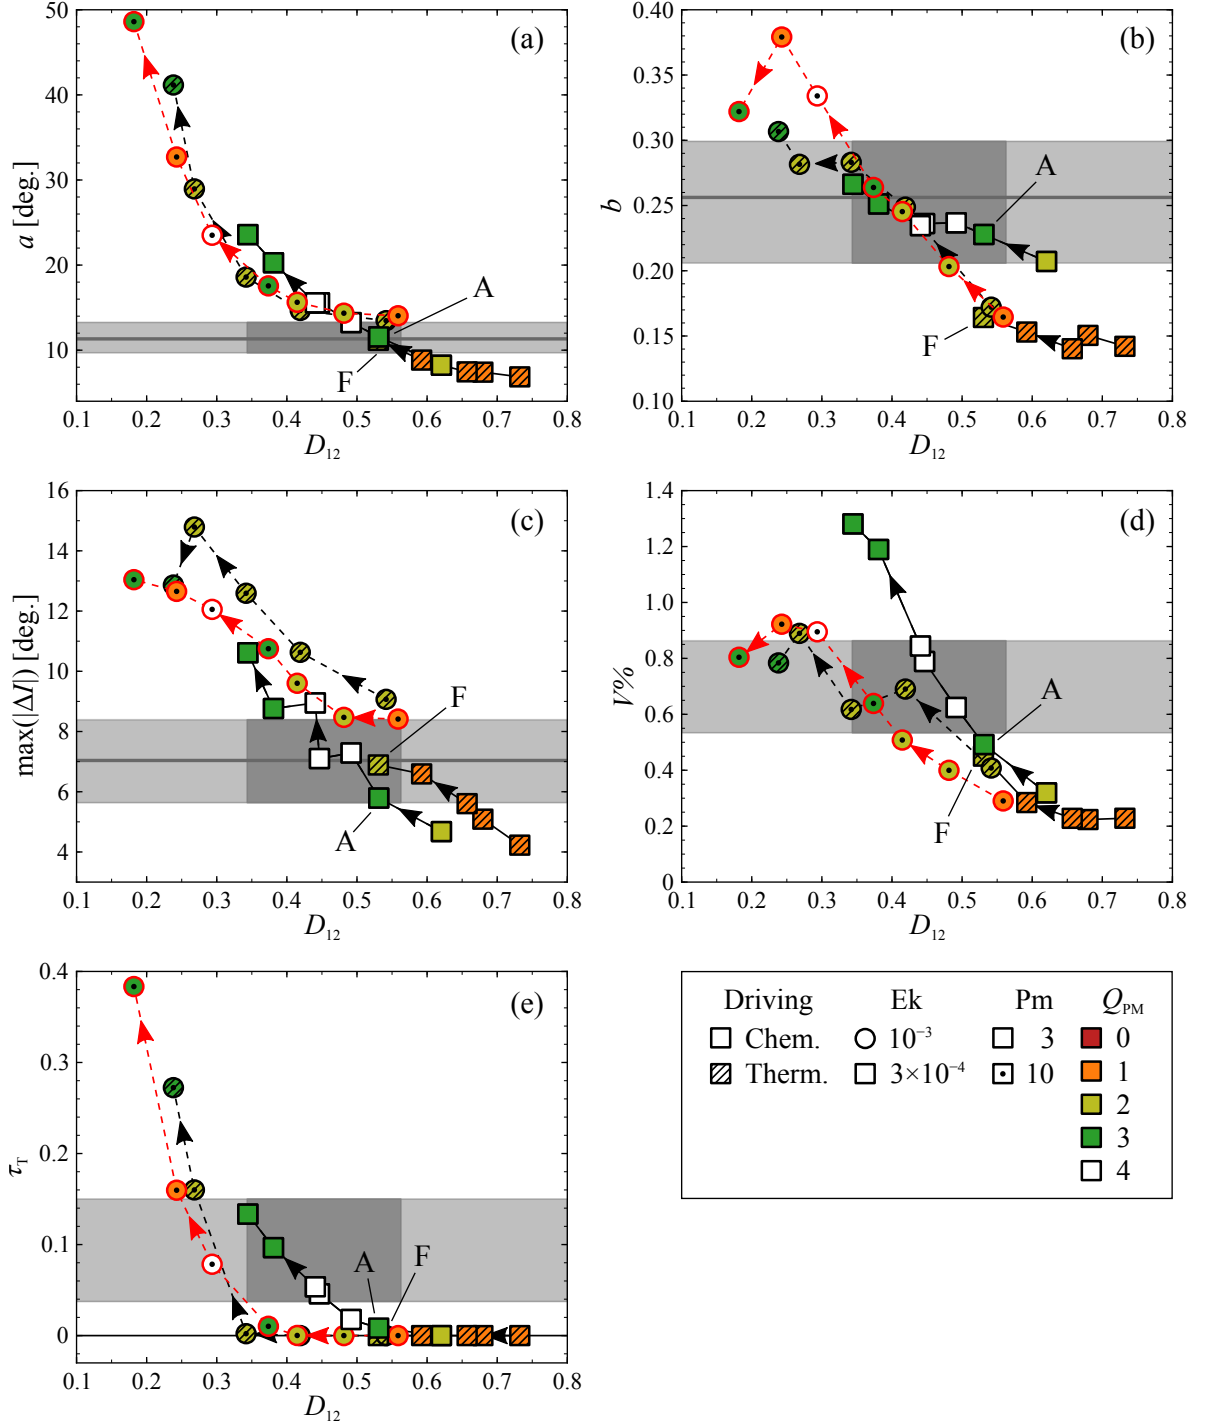 50
40
30
20
10
a [deg.]
(a)
A
F
0.1 0.2 0.3 0.4 0.5 0.6 0.7 0.8
D₁₂
0.40
0.35
0.30
0.25
0.20
0.15
0.10
b
(b)
A
F
0.1 0.2 0.3 0.4 0.5 0.6 0.7 0.8
D₁₂
16
14
12
10
8
6
4
max(|ΔI|) [deg.]
(c)
F
A
0.1 0.2 0.3 0.4 0.5 0.6 0.7 0.8
D₁₂
1.4
1.2
1.0
0.8
0.6
0.4
0.2
0
V%
(d)
A
F
0.1 0.2 0.3 0.4 0.5 0.6 0.7 0.8
D₁₂
0.4
0.3
0.2
0.1
0
τ_T
(e)
A F
0.1 0.2 0.3 0.4 0.5 0.6 0.7 0.8
D₁₂
Driving Ek Pm Q_PM
Chem. 10⁻³ 3 0
Therm. 3×10⁻⁴ 10 1
2
3
4